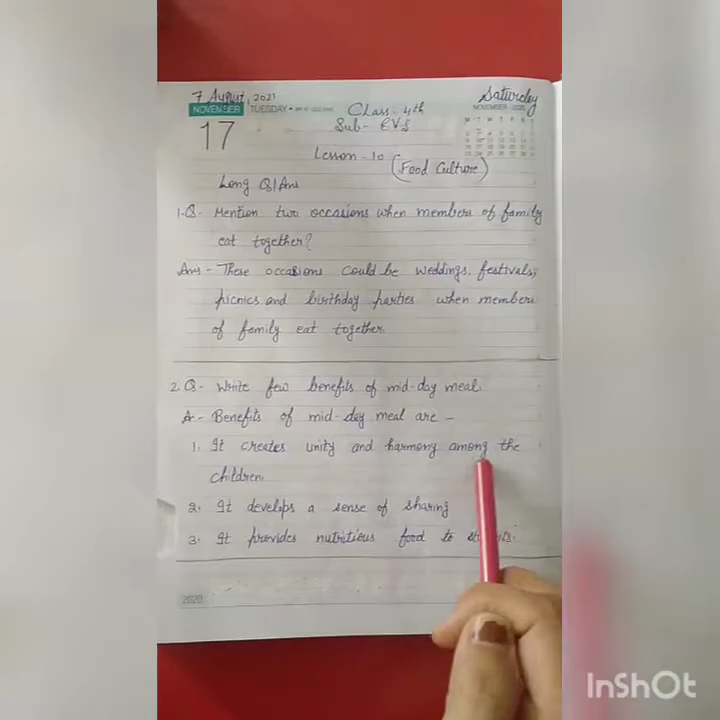 7 August, 2021 Saturday
NOVEMBER TUESDAY NOVEMBER - 2020
17 Class - 4th
Sub - EVS
Lesson - 10 (Food Culture)
Long Q/Ans
1. Q - Mention two occasions when members of family
eat together?
Ans - These occasions could be weddings, festivals,
picnics and birthday parties when members
of family eat together.
2. Q - Write few benefits of mid-day meal.
A - Benefits of mid-day meal are -
1. It creates unity and harmony among the
children.
2. It develops a sense of sharing
3. It provides nutritious food to
2020
InShOt